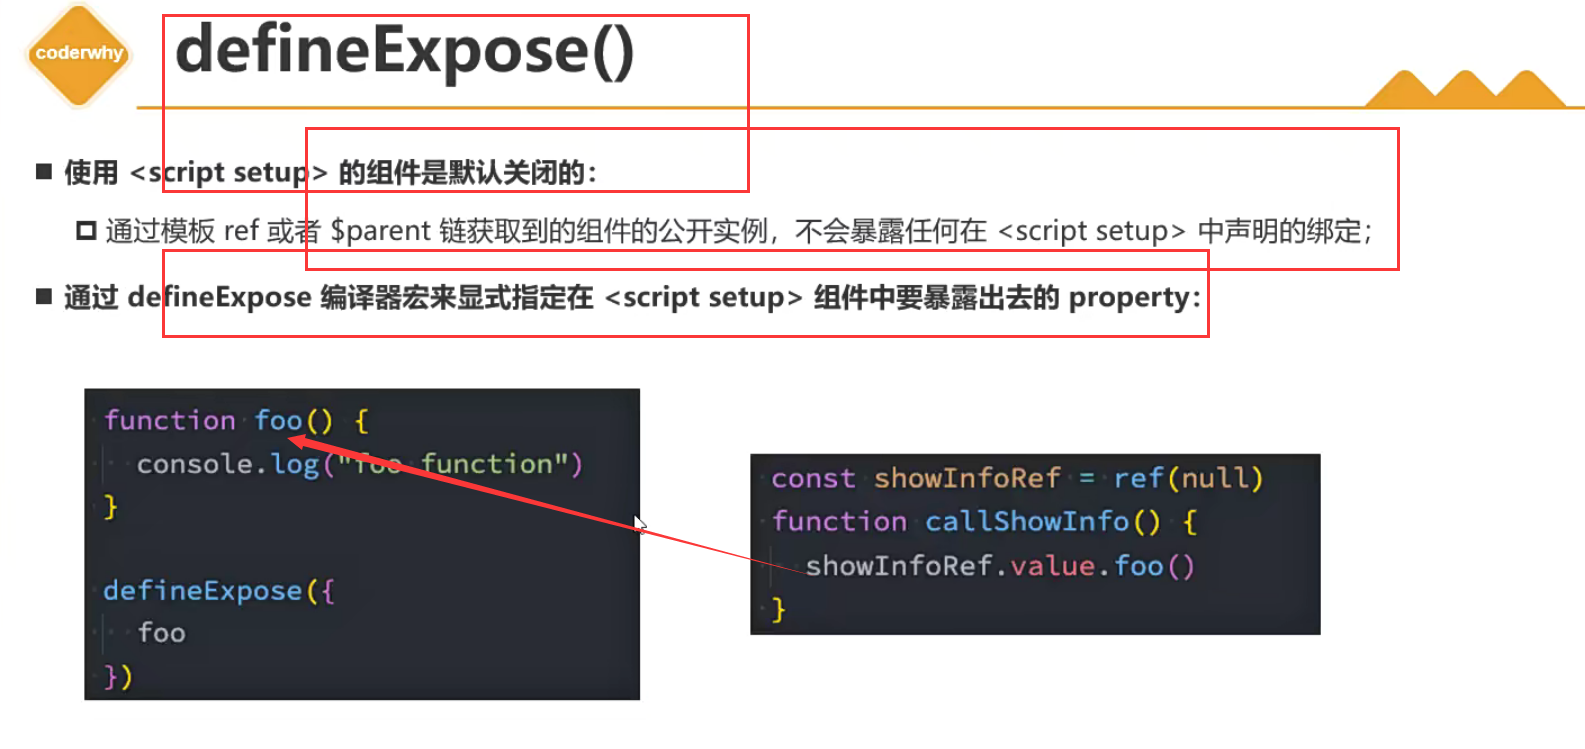 coderwhy
defineExpose()
使用 <script setup> 的组件是默认关闭的：
通过模板 ref 或者 $parent 链获取到的组件的公开实例，不会暴露任何在 <script setup> 中声明的绑定；
通过 defineExpose 编译器宏来显式指定在 <script setup> 组件中要暴露出去的 property：
function foo() {
console.log("foo function")
}
defineExpose({
foo
})
const showInfoRef = ref(null)
function callShowInfo() {
showInfoRef.value.foo()
}